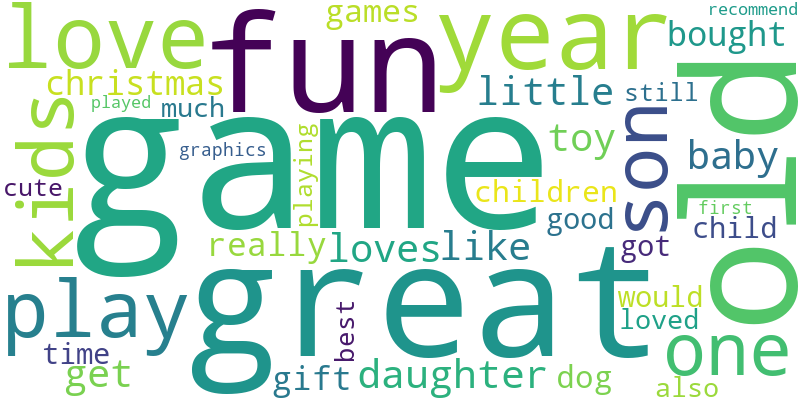 love
fun
year
games
recommend
bought
christmas
played
much
little
still
old
kids
game
son
toy
baby
graphics
playing
cute
children
good
first
child
really
loves
like
got
play
great
would
loved
one
time
best
get
gift
daughter
dog
also